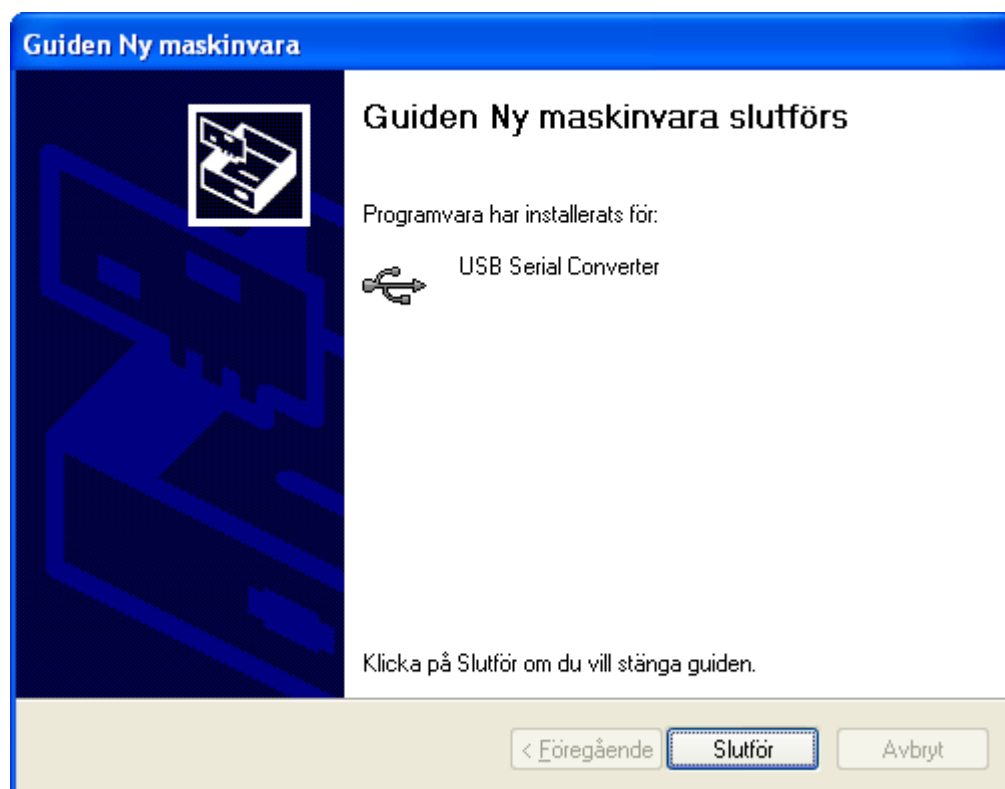 Guiden Ny maskinvara
Guiden Ny maskinvara slutförs
Programvara har installerats för:
USB Serial Converter
Klicka på Slutför om du vill stänga guiden.
< Föregående Slutför Avbryt